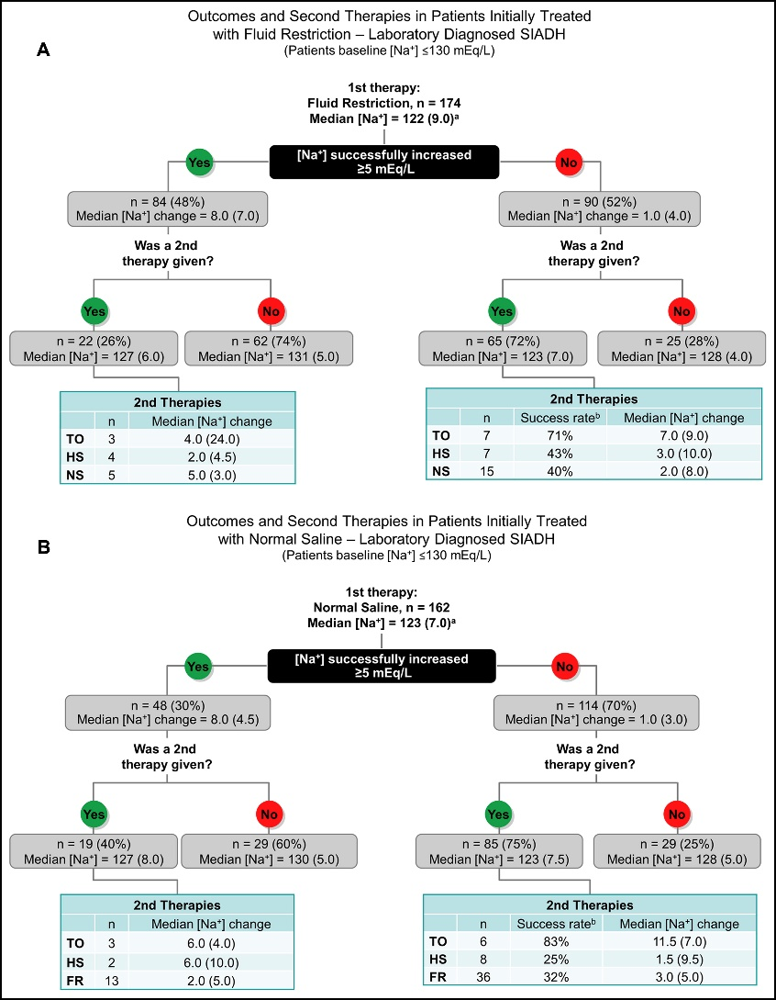 Outcomes and Second Therapies in Patients Initially Treated
with Fluid Restriction – Laboratory Diagnosed SIADH
(Patients baseline [Na⁺] ≤130 mEq/L)
A
1st therapy:
Fluid Restriction, n = 174
Median [Na⁺] = 122 (9.0)ᵃ
Yes
[Na⁺] successfully increased
≥5 mEq/L
No
n = 84 (48%)
Median [Na⁺] change = 8.0 (7.0)
n = 90 (52%)
Median [Na⁺] change = 1.0 (4.0)
Was a 2nd
therapy given?
Was a 2nd
therapy given?
Yes
No
Yes
No
n = 22 (26%)
Median [Na⁺] = 127 (6.0)
n = 62 (74%)
Median [Na⁺] = 131 (5.0)
n = 65 (72%)
Median [Na⁺] = 123 (7.0)
n = 25 (28%)
Median [Na⁺] = 128 (4.0)
2nd Therapies
n Median [Na⁺] change
TO 3 4.0 (24.0)
HS 4 2.0 (4.5)
NS 5 5.0 (3.0)
2nd Therapies
n Success rateᵇ Median [Na⁺] change
TO 7 71% 7.0 (9.0)
HS 7 43% 3.0 (10.0)
NS 15 40% 2.0 (8.0)
Outcomes and Second Therapies in Patients Initially Treated
with Normal Saline – Laboratory Diagnosed SIADH
(Patients baseline [Na⁺] ≤130 mEq/L)
B
1st therapy:
Normal Saline, n = 162
Median [Na⁺] = 123 (7.0)ᵃ
Yes
[Na⁺] successfully increased
≥5 mEq/L
No
n = 48 (30%)
Median [Na⁺] change = 8.0 (4.5)
n = 114 (70%)
Median [Na⁺] change = 1.0 (3.0)
Was a 2nd
therapy given?
Was a 2nd
therapy given?
Yes
No
Yes
No
n = 19 (40%)
Median [Na⁺] = 127 (8.0)
n = 29 (60%)
Median [Na⁺] = 130 (5.0)
n = 85 (75%)
Median [Na⁺] = 123 (7.5)
n = 29 (25%)
Median [Na⁺] = 128 (5.0)
2nd Therapies
n Median [Na⁺] change
TO 3 6.0 (4.0)
HS 2 6.0 (10.0)
FR 13 2.0 (5.0)
2nd Therapies
n Success rateᵇ Median [Na⁺] change
TO 6 83% 11.5 (7.0)
HS 8 25% 1.5 (9.5)
FR 36 32% 3.0 (5.0)